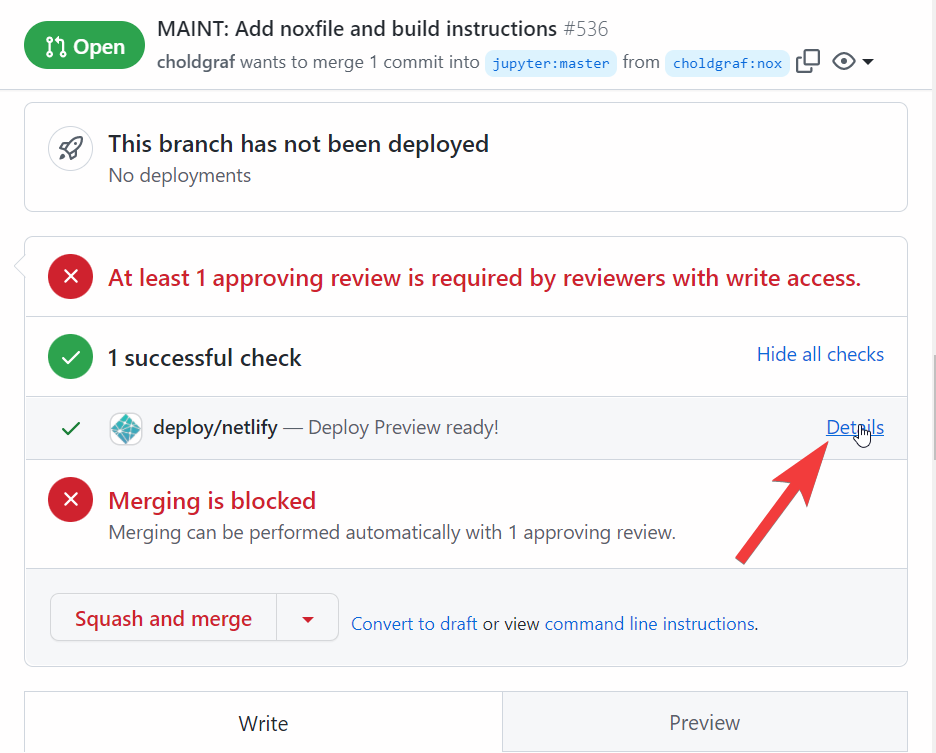 Open
MAINT: Add noxfile and build instructions #536
choldgraf wants to merge 1 commit into jupyter:master from choldgraf:nox
This branch has not been deployed
No deployments
At least 1 approving review is required by reviewers with write access.
1 successful check
Hide all checks
deploy/netlify — Deploy Preview ready!
Details
Merging is blocked
Merging can be performed automatically with 1 approving review.
Squash and merge
Convert to draft or view command line instructions.
Write
Preview